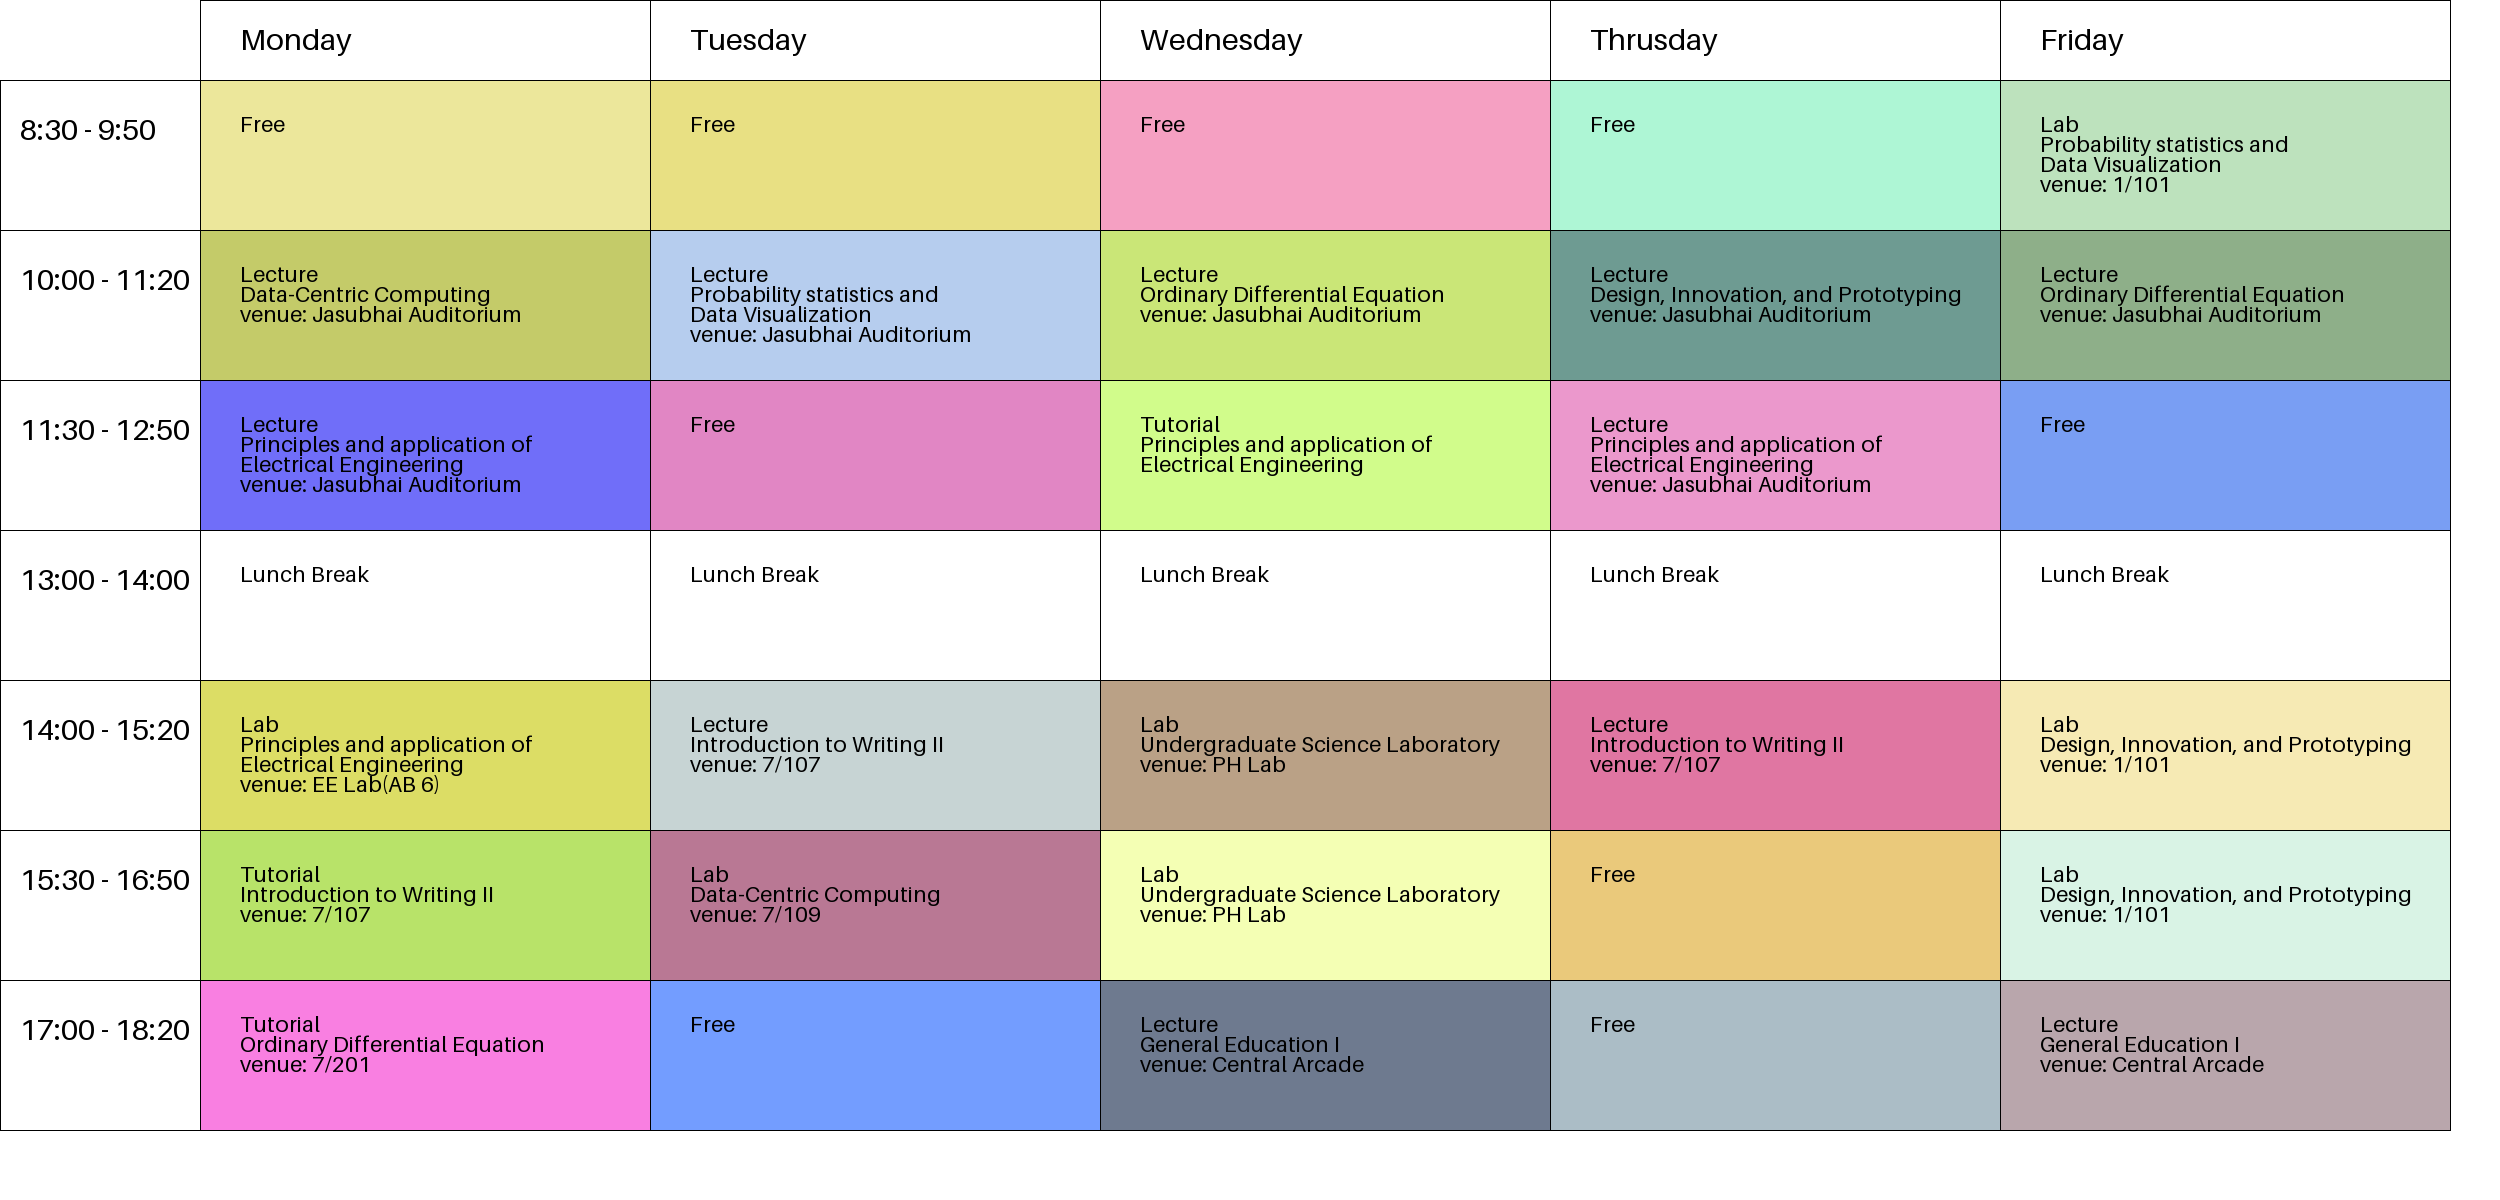 Monday Tuesday Wednesday Thrusday Friday
8:30 - 9:50
Free
Free
Free
Free
Lab
Probability statistics and
Data Visualization
venue: 1/101
10:00 - 11:20
Lecture
Data-Centric Computing
venue: Jasubhai Auditorium
Lecture
Probability statistics and
Data Visualization
venue: Jasubhai Auditorium
Lecture
Ordinary Differential Equation
venue: Jasubhai Auditorium
Lecture
Design, Innovation, and Prototyping
venue: Jasubhai Auditorium
Lecture
Ordinary Differential Equation
venue: Jasubhai Auditorium
11:30 - 12:50
Lecture
Principles and application of
Electrical Engineering
venue: Jasubhai Auditorium
Free
Tutorial
Principles and application of
Electrical Engineering
Lecture
Principles and application of
Electrical Engineering
venue: Jasubhai Auditorium
Free
13:00 - 14:00
Lunch Break
Lunch Break
Lunch Break
Lunch Break
Lunch Break
14:00 - 15:20
Lab
Principles and application of
Electrical Engineering
venue: EE Lab(AB 6)
Lecture
Introduction to Writing II
venue: 7/107
Lab
Undergraduate Science Laboratory
venue: PH Lab
Lecture
Introduction to Writing II
venue: 7/107
Lab
Design, Innovation, and Prototyping
venue: 1/101
15:30 - 16:50
Tutorial
Introduction to Writing II
venue: 7/107
Lab
Data-Centric Computing
venue: 7/109
Lab
Undergraduate Science Laboratory
venue: PH Lab
Free
Lab
Design, Innovation, and Prototyping
venue: 1/101
17:00 - 18:20
Tutorial
Ordinary Differential Equation
venue: 7/201
Free
Lecture
General Education I
venue: Central Arcade
Free
Lecture
General Education I
venue: Central Arcade